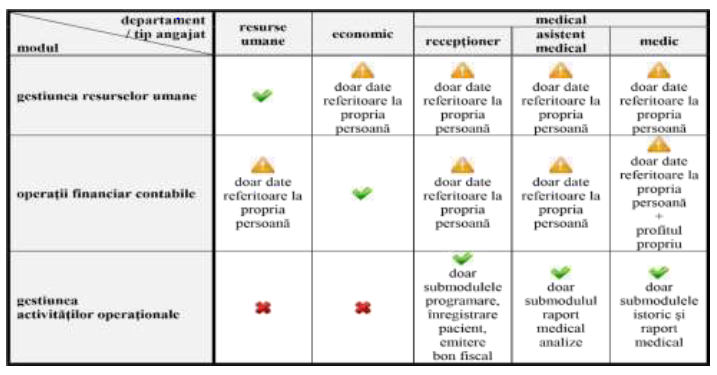 departament
/ tip angajat
modul
resurse
umane
economic
medical
recepționer
asistent
medical
medic
gestiunea resurselor umane
doar date
referitoare la
propria
persoană
doar date
referitoare la
propria
persoană
doar date
referitoare la
propria
persoană
doar date
referitoare la
propria
persoană
operații financiar contabile
doar date
referitoare la
propria
persoană
doar date
referitoare la
propria
persoană
doar date
referitoare la
propria
persoană
doar date
referitoare la
propria
persoană
+
profitul
propriu
gestiunea
activităților operaționale
doar
submodulele
programare,
înregistrare
pacient,
emitere
bon fiscal
doar
submodulul
raport
medical
analize
doar
submodulele
istoric și
raport
medical